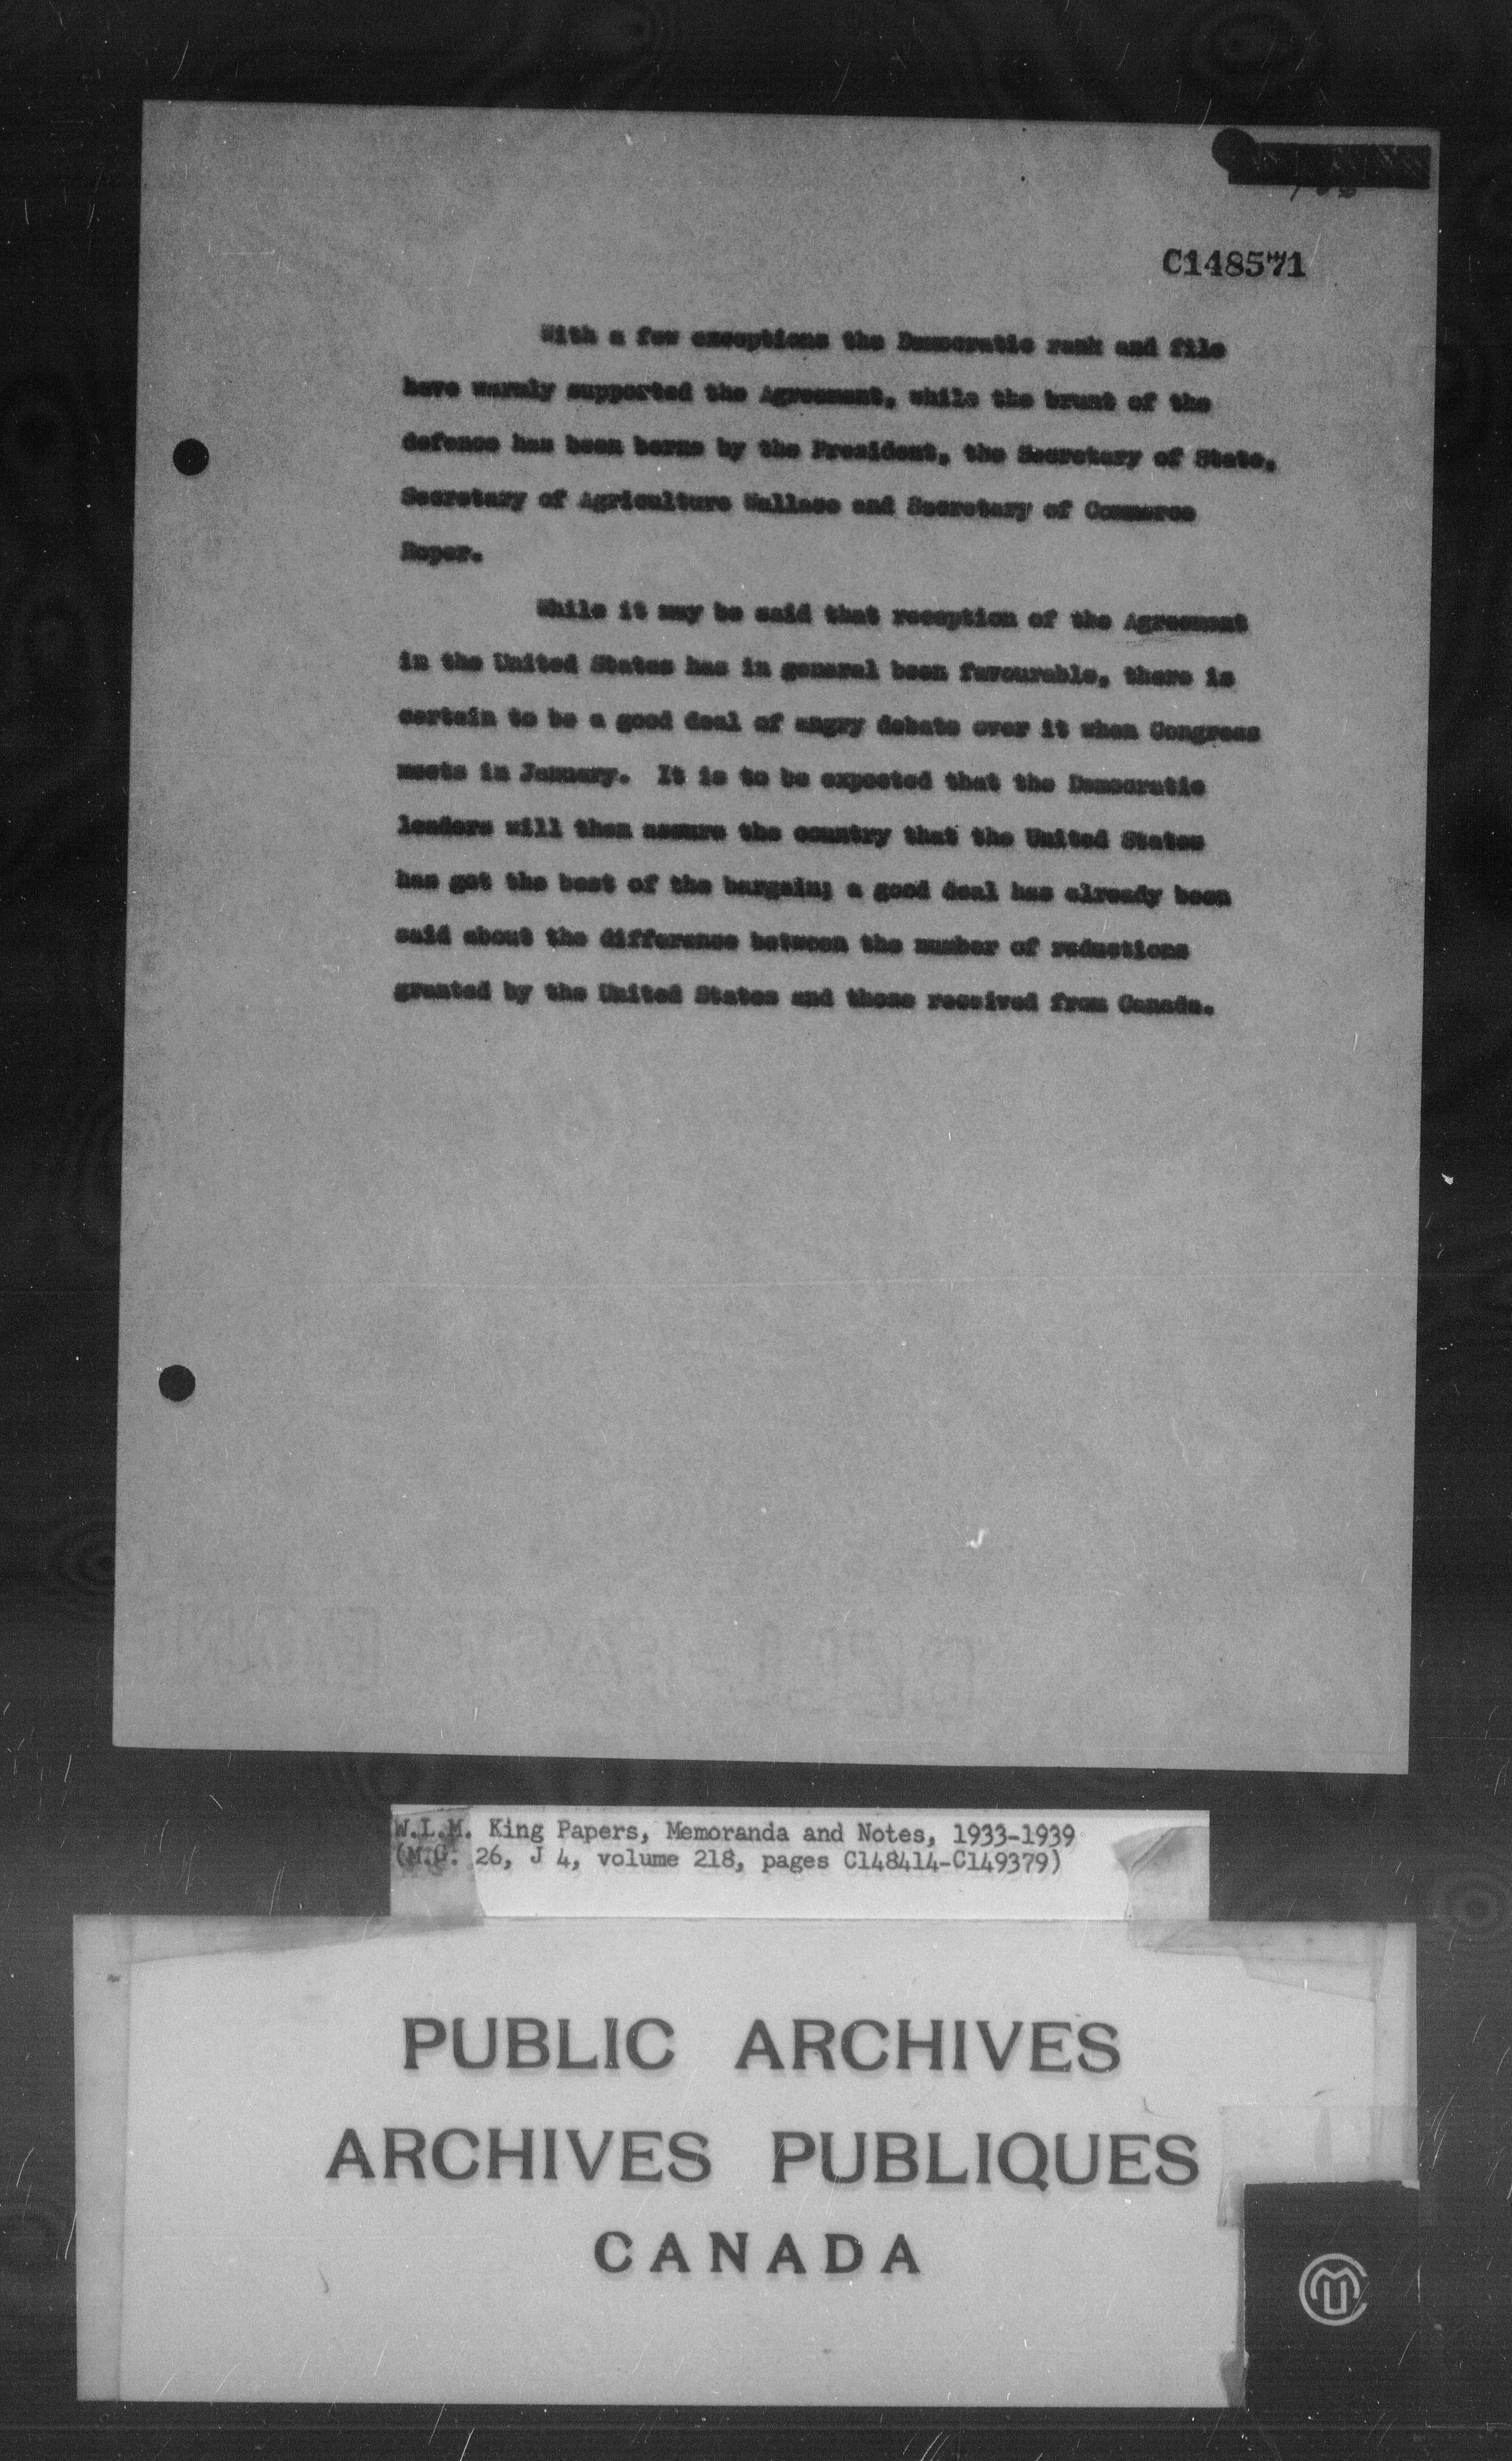 C148571
With a few exceptions the Democratic rank and file
have warmly supported the Agreement, while the brunt of the
defence has been borne by the President, the Secretary of State,
Secretary of Agriculture Wallace and Secretary of Commerce
Roper.
While it may be said that reception of the Agreement
in the United States has in general been favourable, there is
certain to be a good deal of angry debate over it when Congress
meets in January. It is to be expected that the Democratic
leaders will then assure the country that the United States
has got the best of the bargain; a good deal has already been
said about the difference between the number of reductions
granted by the United States and those received from Canada.
W.L.M. King Papers, Memoranda and Notes, 1933-1939
(M.G. 26, J 4, volume 218, pages C148414-C149379)
PUBLIC ARCHIVES
ARCHIVES PUBLIQUES
CANADA